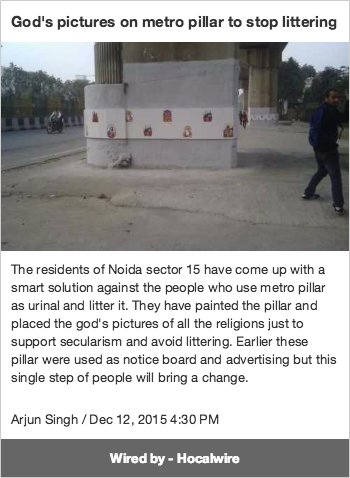 God's pictures on metro pillar to stop littering
The residents of Noida sector 15 have come up with a
smart solution against the people who use metro pillar
as urinal and litter it. They have painted the pillar and
placed the god's pictures of all the religions just to
support secularism and avoid littering. Earlier these
pillar were used as notice board and advertising but this
single step of people will bring a change.
Arjun Singh / Dec 12, 2015 4:30 PM
Wired by - Hocalwire